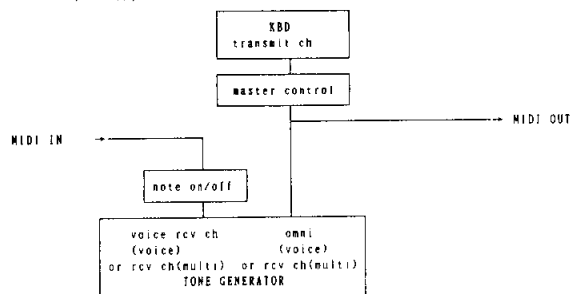 KBD
transmit ch
master control
MIDI OUT
MIDI IN
note on/off
voice rcv ch omni
(voice) (voice)
or rcv ch(multi) or rcv ch(multi)
TONE GENERATOR